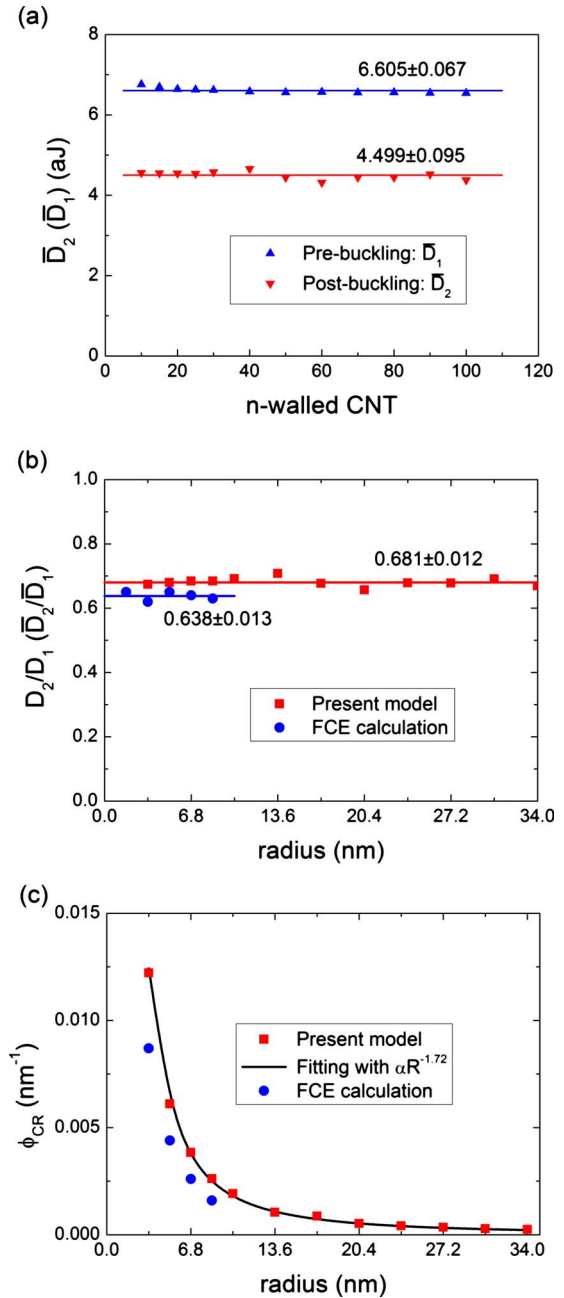 (a)
8
6
4
2
0
D̅₂ (D̅₁) (aJ)
6.605±0.067
4.499±0.095
Pre-buckling: D̅₁
Post-buckling: D̅₂
0 20 40 60 80 100 120
n-walled CNT
(b)
1.0
0.8
0.6
0.4
0.2
0.0
D₂/D₁ (D̅₂/D̅₁)
0.681±0.012
0.638±0.013
Present model
FCE calculation
0.0 6.8 13.6 20.4 27.2 34.0
radius (nm)
(c)
0.015
0.010
0.005
0.000
ϕCR (nm⁻¹)
Present model
Fitting with αR⁻¹·⁷²
FCE calculation
0.0 6.8 13.6 20.4 27.2 34.0
radius (nm)